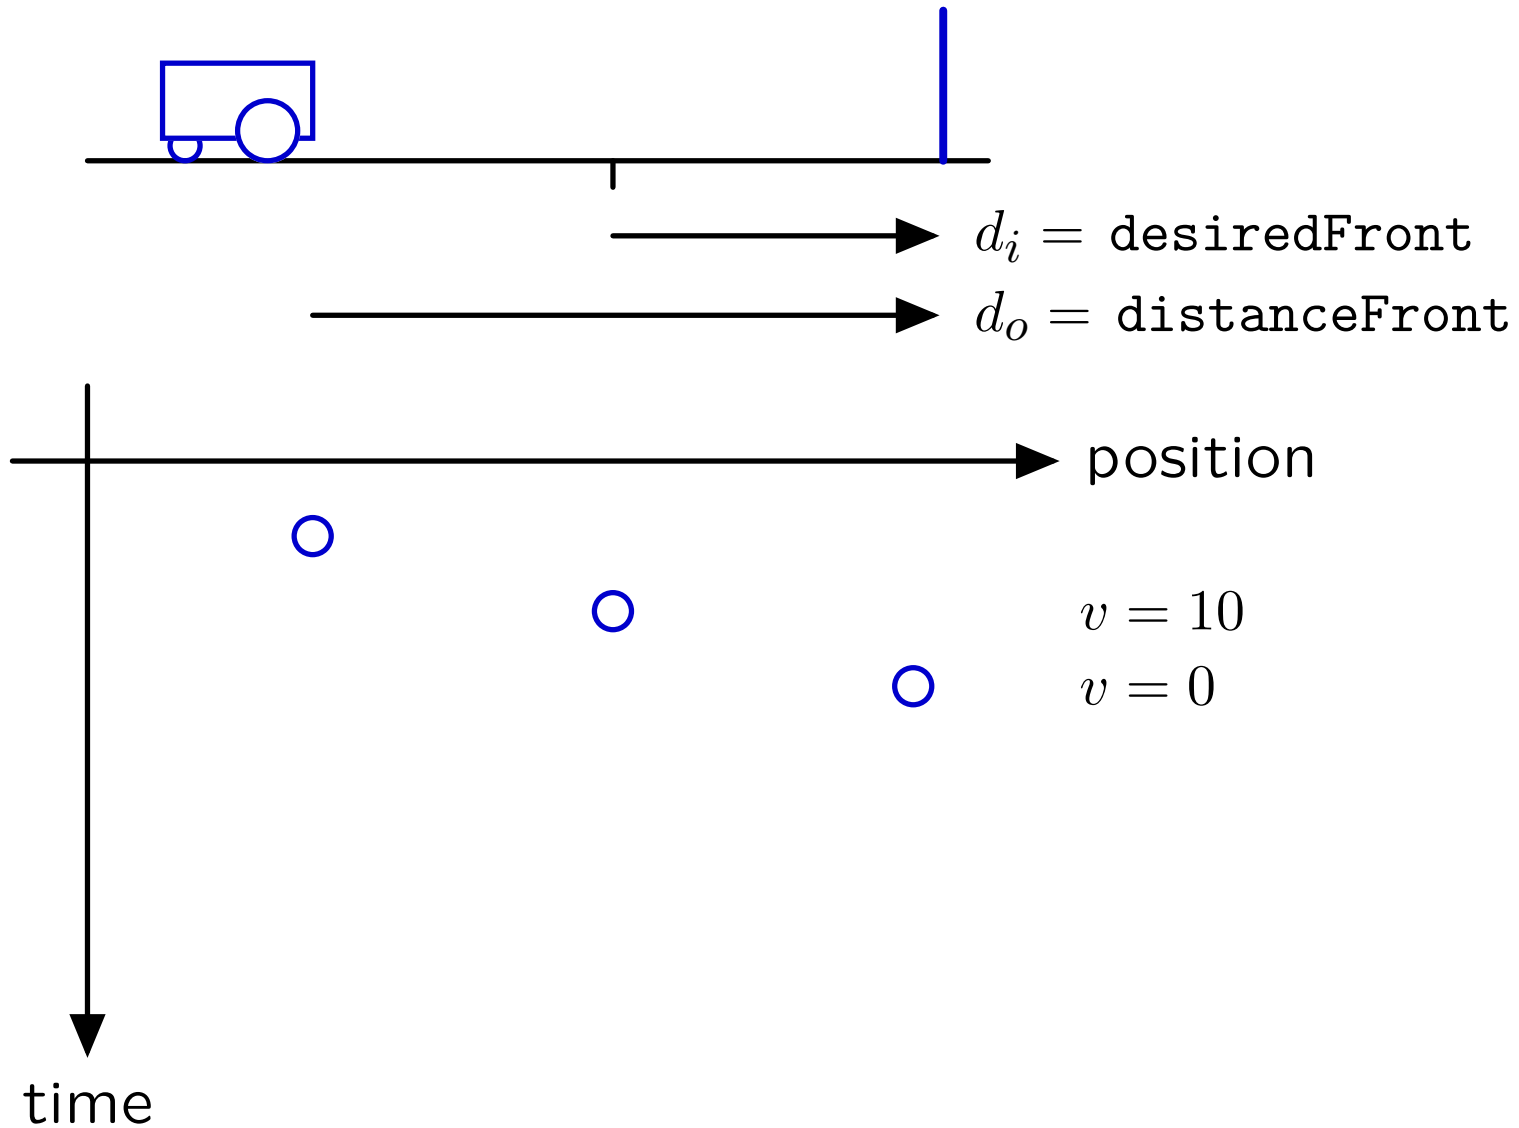 d_i = desiredFront
d_o = distanceFront
position
v = 10
v = 0
time